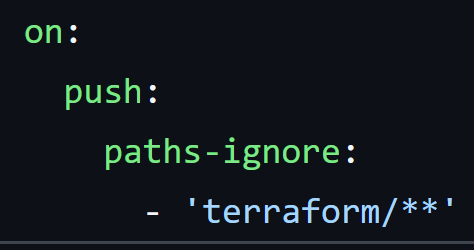 on:
  push:
    paths-ignore:
      - 'terraform/**'